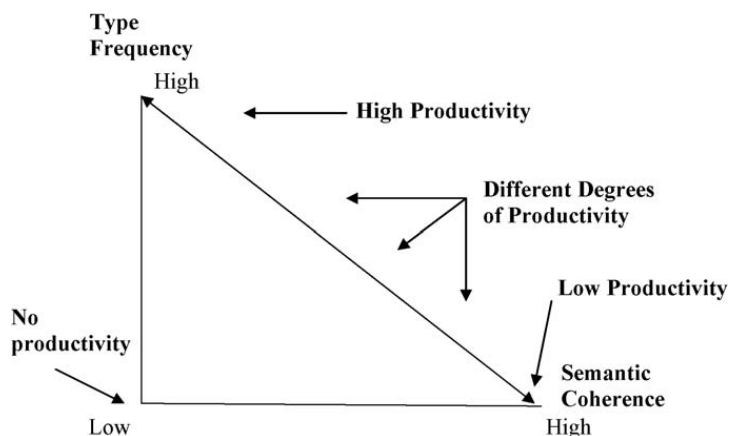 Type
Frequency
High
High Productivity
Different Degrees
of Productivity
Low Productivity
No
productivity
Semantic
Coherence
Low
High